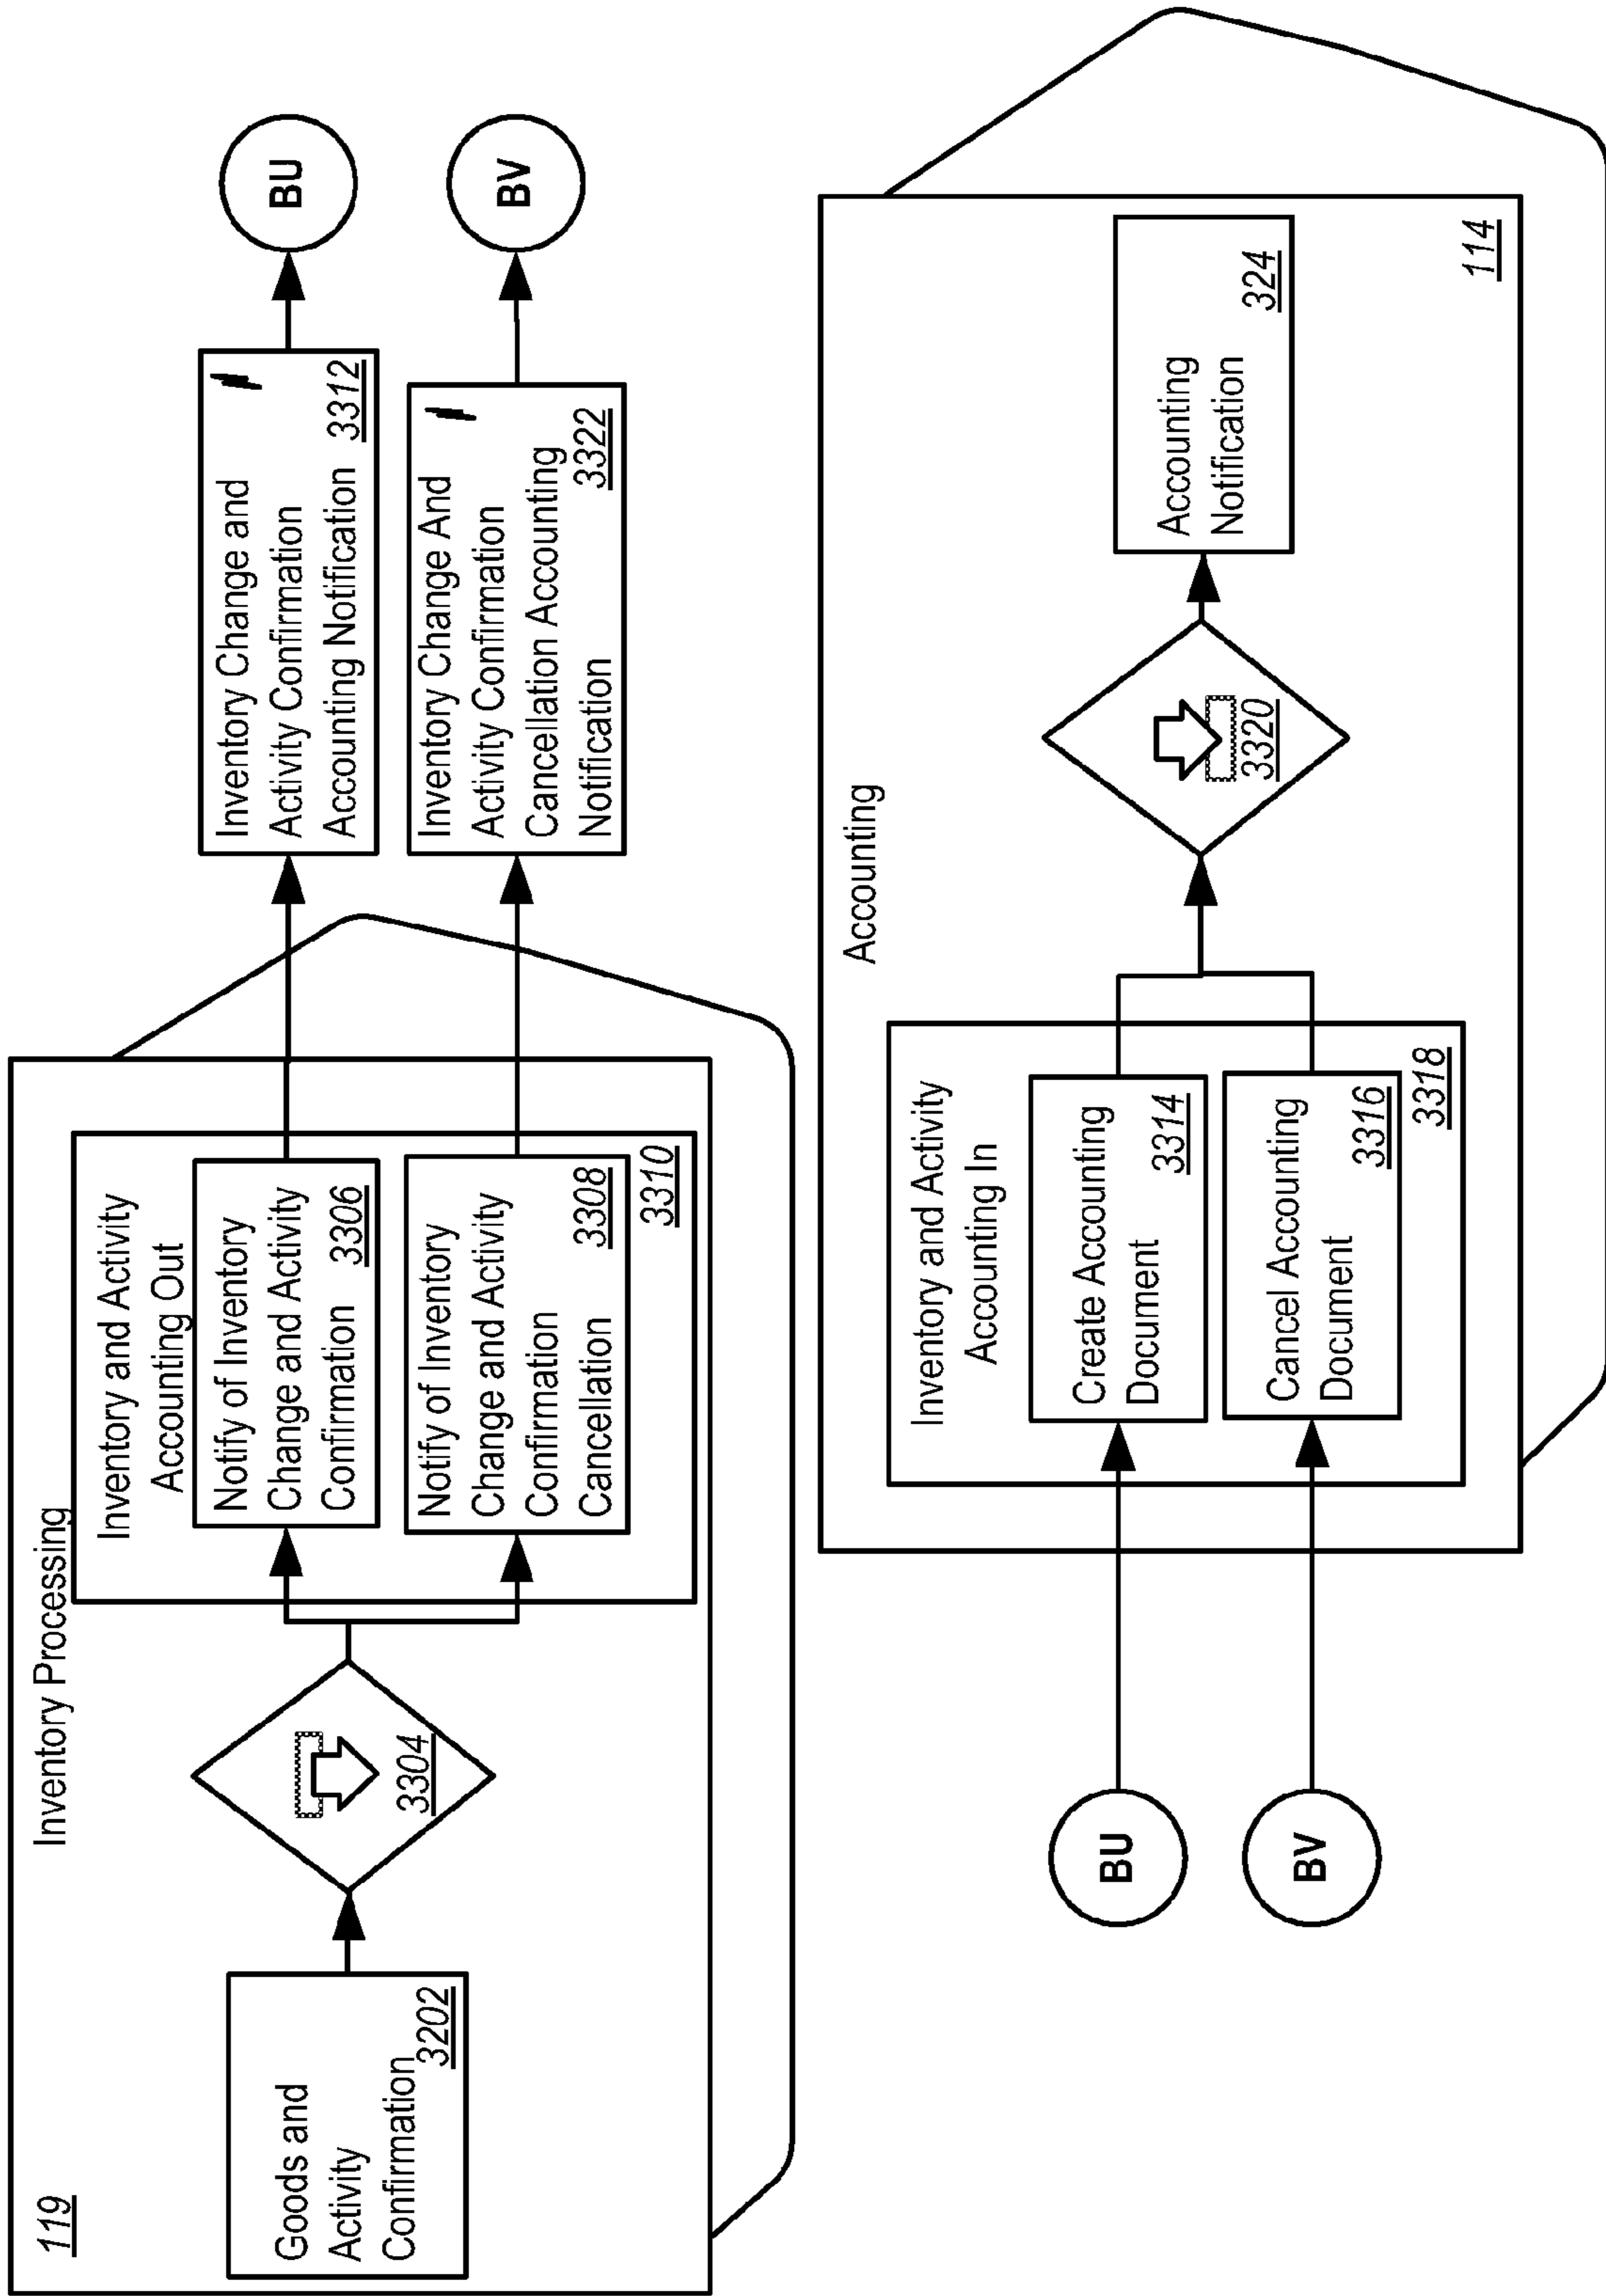 119
Inventory Processing
Goods and
Activity
Confirmation
3202
3304
Inventory and Activity
Accounting Out
Notify of Inventory
Change and Activity
Confirmation 3306
Notify of Inventory
Change and Activity
Confirmation 3308
Cancellation
3310
Inventory Change and
Activity Confirmation
Accounting Notification 3312
Inventory Change And
Activity Confirmation
Cancellation Accounting
Notification 3322
BU
BV
BU
BV
Accounting
Inventory and Activity
Accounting In
Create Accounting
Document 3314
Cancel Accounting
Document 3316
3318
3320
Accounting
Notification
324
114